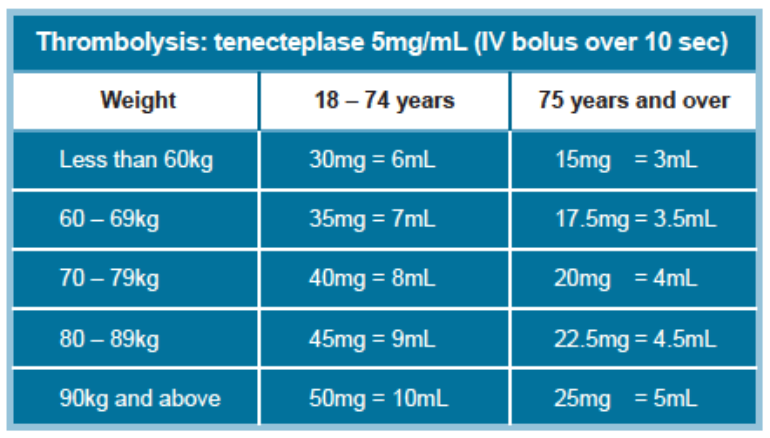 Thrombolysis: tenecteplase 5mg/mL (IV bolus over 10 sec)
Weight 18 – 74 years 75 years and over
Less than 60kg 30mg = 6mL 15mg = 3mL
60 – 69kg 35mg = 7mL 17.5mg = 3.5mL
70 – 79kg 40mg = 8mL 20mg = 4mL
80 – 89kg 45mg = 9mL 22.5mg = 4.5mL
90kg and above 50mg = 10mL 25mg = 5mL